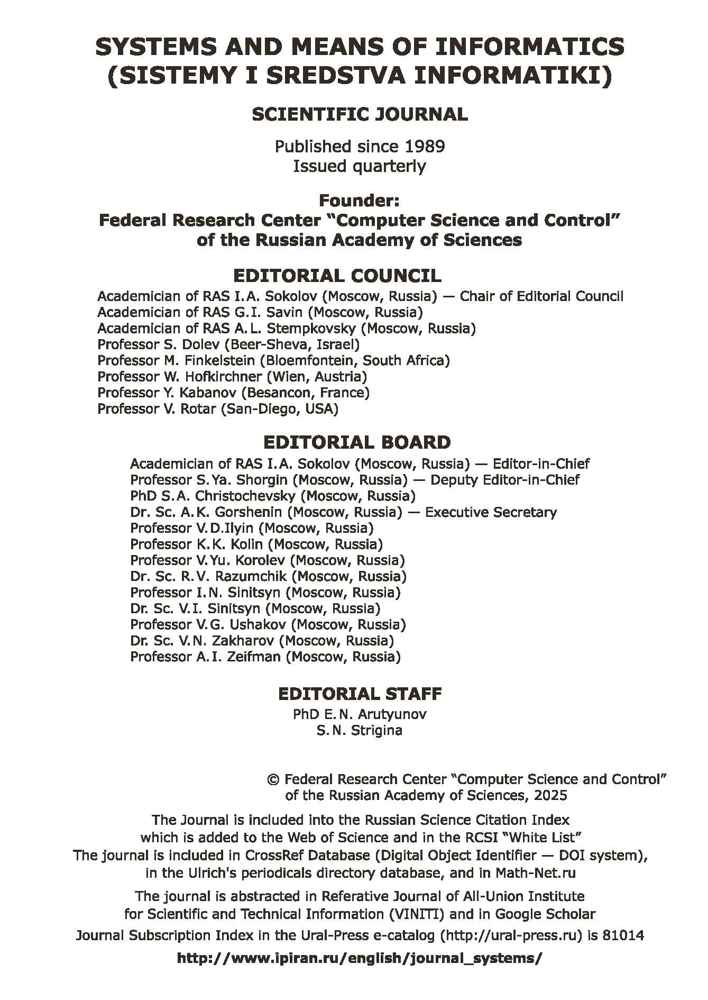 SYSTEMS AND MEANS OF INFORMATICS
(SISTEMY I SREDSTVA INFORMATIKI)
SCIENTIFIC JOURNAL
Published since 1989
Issued quarterly
Founder:
Federal Research Center “Computer Science and Control”
of the Russian Academy of Sciences
EDITORIAL COUNCIL
Academician of RAS I. A. Sokolov (Moscow, Russia) — Chair of Editorial Council
Academician of RAS G. I. Savin (Moscow, Russia)
Academician of RAS A. L. Stempkovsky (Moscow, Russia)
Professor S. Dolev (Beer-Sheva, Israel)
Professor M. Finkelstein (Bloemfontein, South Africa)
Professor W. Hofkirchner (Wien, Austria)
Professor Y. Kabanov (Besancon, France)
Professor V. Rotar (San-Diego, USA)
EDITORIAL BOARD
Academician of RAS I. A. Sokolov (Moscow, Russia) — Editor-in-Chief
Professor S. Ya. Shorgin (Moscow, Russia) — Deputy Editor-in-Chief
PhD S. A. Christochevsky (Moscow, Russia)
Dr. Sc. A. K. Gorshenin (Moscow, Russia) — Executive Secretary
Professor V. D.Ilyin (Moscow, Russia)
Professor K. K. Kolin (Moscow, Russia)
Professor V. Yu. Korolev (Moscow, Russia)
Dr. Sc. R. V. Razumchik (Moscow, Russia)
Professor I. N. Sinitsyn (Moscow, Russia)
Dr. Sc. V. I. Sinitsyn (Moscow, Russia)
Professor V. G. Ushakov (Moscow, Russia)
Dr. Sc. V. N. Zakharov (Moscow, Russia)
Professor A. I. Zeifman (Moscow, Russia)
EDITORIAL STAFF
PhD E. N. Arutyunov
S. N. Strigina
© Federal Research Center “Computer Science and Control”
of the Russian Academy of Sciences, 2025
The Journal is included into the Russian Science Citation Index
which is added to the Web of Science and in the RCSI “White List”
The journal is included in CrossRef Database (Digital Object Identifier — DOI system),
in the Ulrich's periodicals directory database, and in Math-Net.ru
The journal is abstracted in Referative Journal of All-Union Institute
for Scientific and Technical Information (VINITI) and in Google Scholar
Journal Subscription Index in the Ural-Press e-catalog (http://ural-press.ru) is 81014
http://www.ipiran.ru/english/journal_systems/